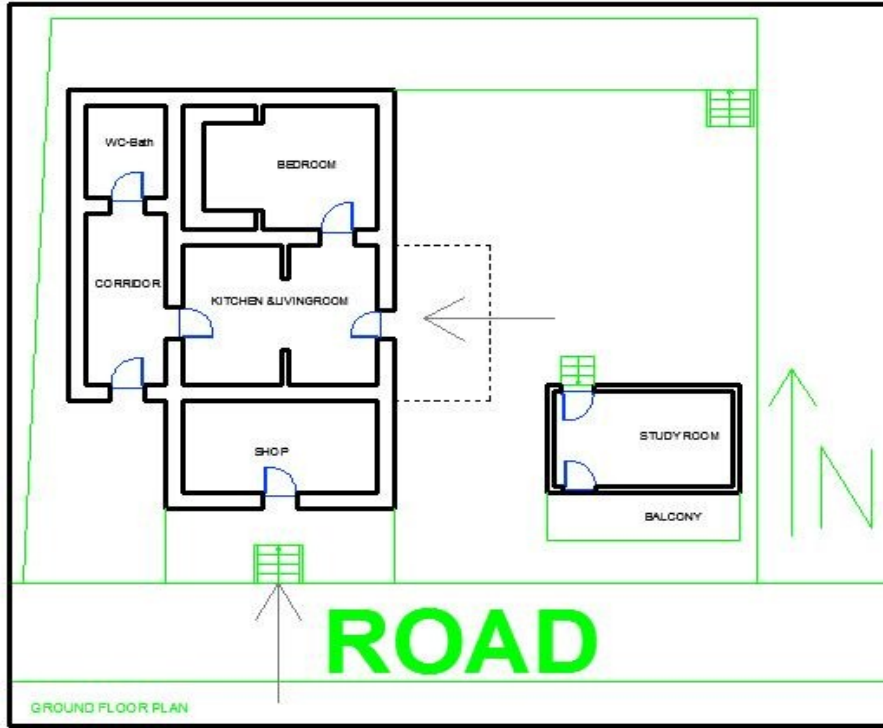 WC-Bath
BEDROOM
CORRIDOR
KITCHEN &LIVINGROOM
SHOP
STUDY ROOM
BALCONY
N
ROAD
GROUND FLOOR PLAN